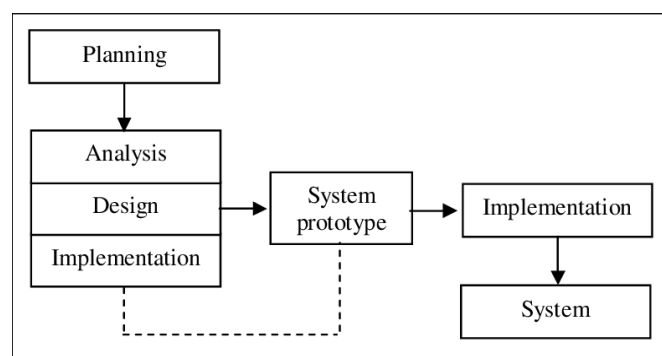 Planning
Analysis
Design
Implementation
System
prototype
Implementation
System